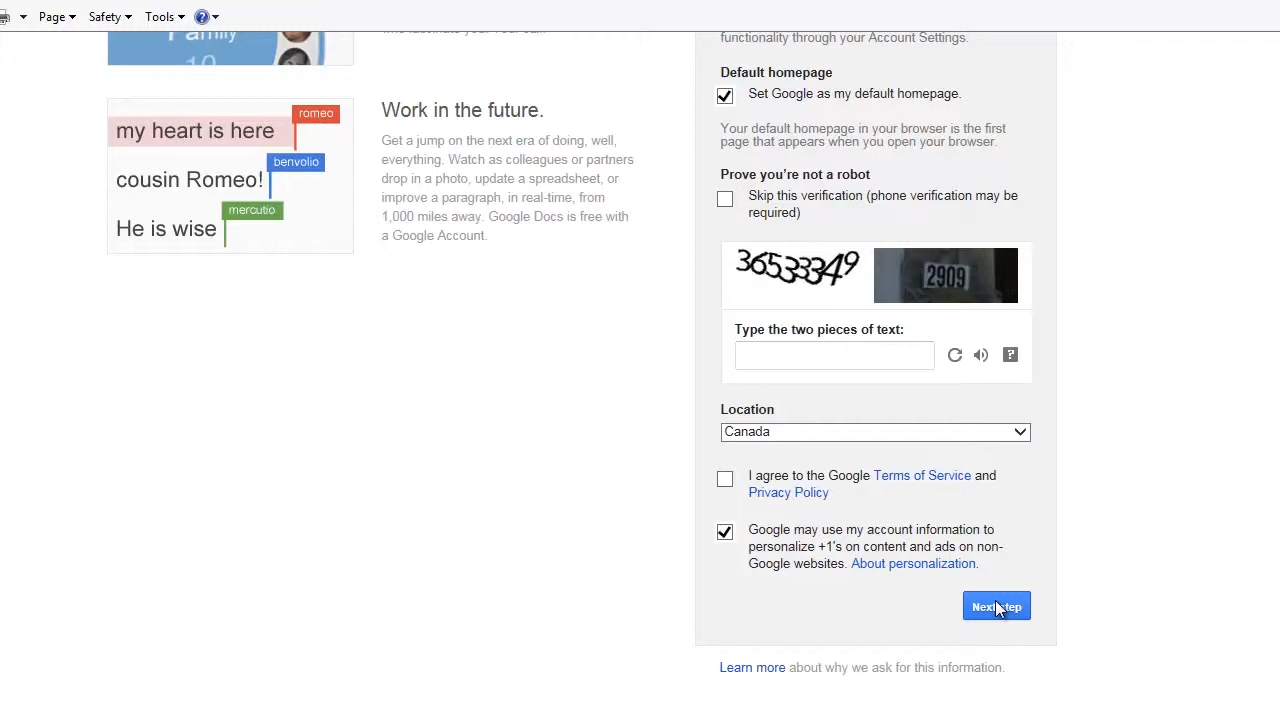 Page
Safety
Tools
?
Family
10
functionality through your Account Settings.
Default homepage
Set Google as my default homepage.
Your default homepage in your browser is the first
page that appears when you open your browser.
romeo
my heart is here
benvolio
cousin Romeo!
mercutio
He is wise
Work in the future.
Get a jump on the next era of doing, well,
everything. Watch as colleagues or partners
drop in a photo, update a spreadsheet, or
improve a paragraph, in real-time, from
1,000 miles away. Google Docs is free with
a Google Account.
Prove you're not a robot
Skip this verification (phone verification may be
required)
36533349
2909
Type the two pieces of text:
?
Location
Canada
I agree to the Google Terms of Service and
Privacy Policy
Google may use my account information to
personalize +1's on content and ads on non-
Google websites. About personalization.
Next step
Learn more about why we ask for this information.